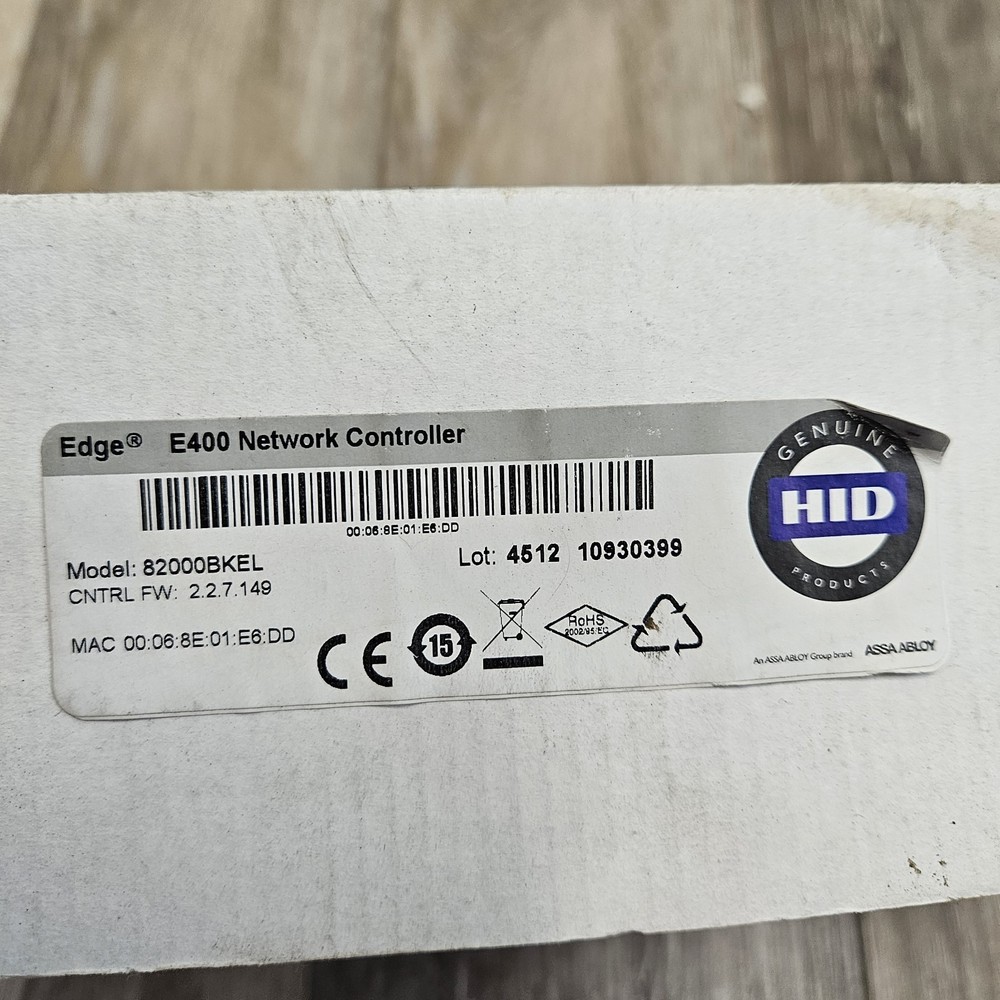 Edge® E400 Network Controller
00:06:8E:01:E6:DD
Model: 82000BKEL
Lot: 4512 10930399
CNTRL FW: 2.2.7.149
MAC 00:06:8E:01:E6:DD
CE
15
RoHS
2002/95/EC
GENUINE
HID
PRODUCTS
An ASSA ABLOY Group brand
ASSA ABLOY